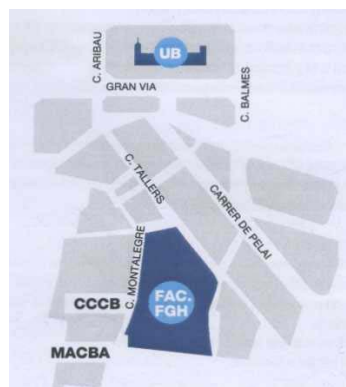 C. ARIBAU
UB
GRAN VIA
C. BALMES
C. TALLERS
CARRER DE PELAI
C. MONTALEGRE
CCCB
FAC.
FGH
MACBA